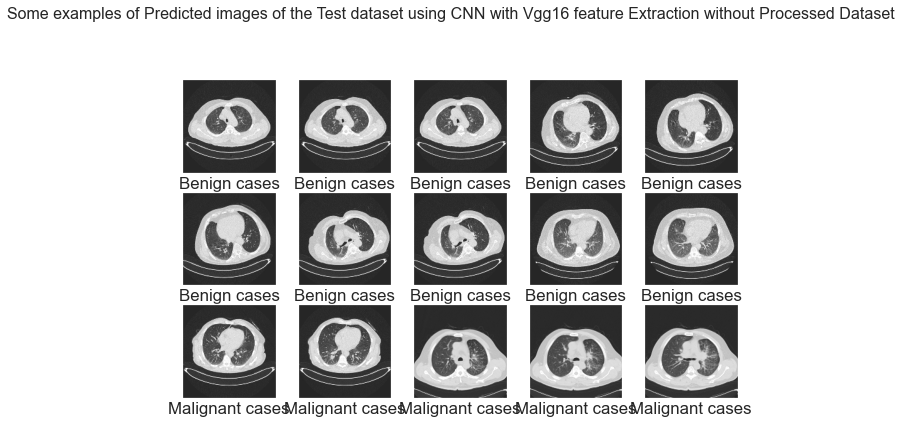 Some examples of Predicted images of the Test dataset using CNN with Vgg16 feature Extraction without Processed Dataset
Benign cases Benign cases Benign cases Benign cases Benign cases
Benign cases Benign cases Benign cases Benign cases Benign cases
Malignant cases Malignant cases Malignant cases Malignant cases Malignant cases